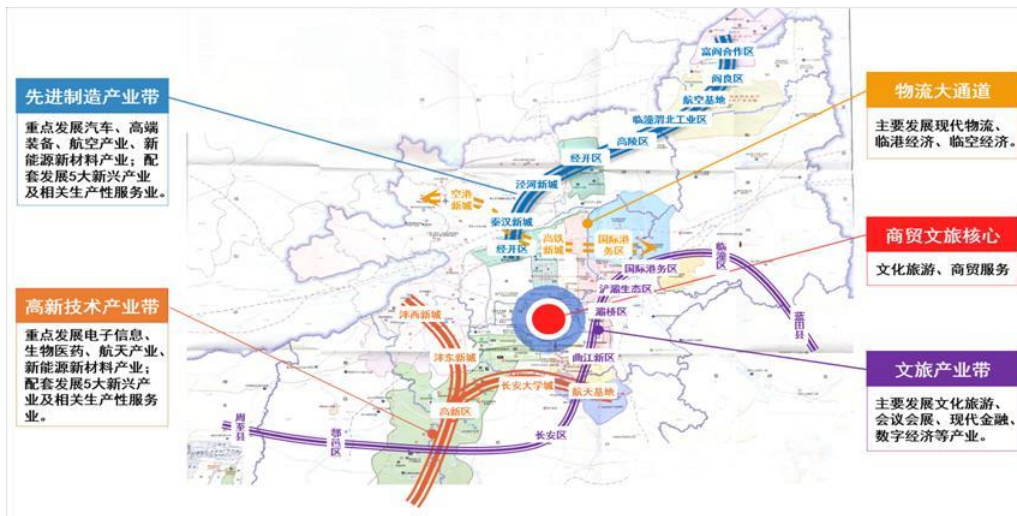 先进制造产业带
重点发展汽车、高端
装备、航空产业、新
能源新材料产业；配
套发展5大新兴产业
及相关生产性服务业。
高新技术产业带
重点发展电子信息、
生物医药、航天产业、
新能源新材料产业；
配套发展5大新兴产
业及相关生产性服务
业。
富阎合作区
阎良区
航空基地
临潼渭北工业区
高陵区
经开区
泾河新城
空港
新城
秦汉新城
经开区
高铁
新城
国际港
务区
国际港务区
临潼区
浐灞生态区
灞桥区
蓝田县
沣西新城
沣东新城
曲江新区
长安大学城
航天基地
高新区
长安区
鄠邑区
周至县
物流大通道
主要发展现代物流、
临港经济、临空经济。
商贸文旅核心
文化旅游、商贸服务
文旅产业带
主要发展文化旅游、
会议会展、现代金融、
数字经济等产业。